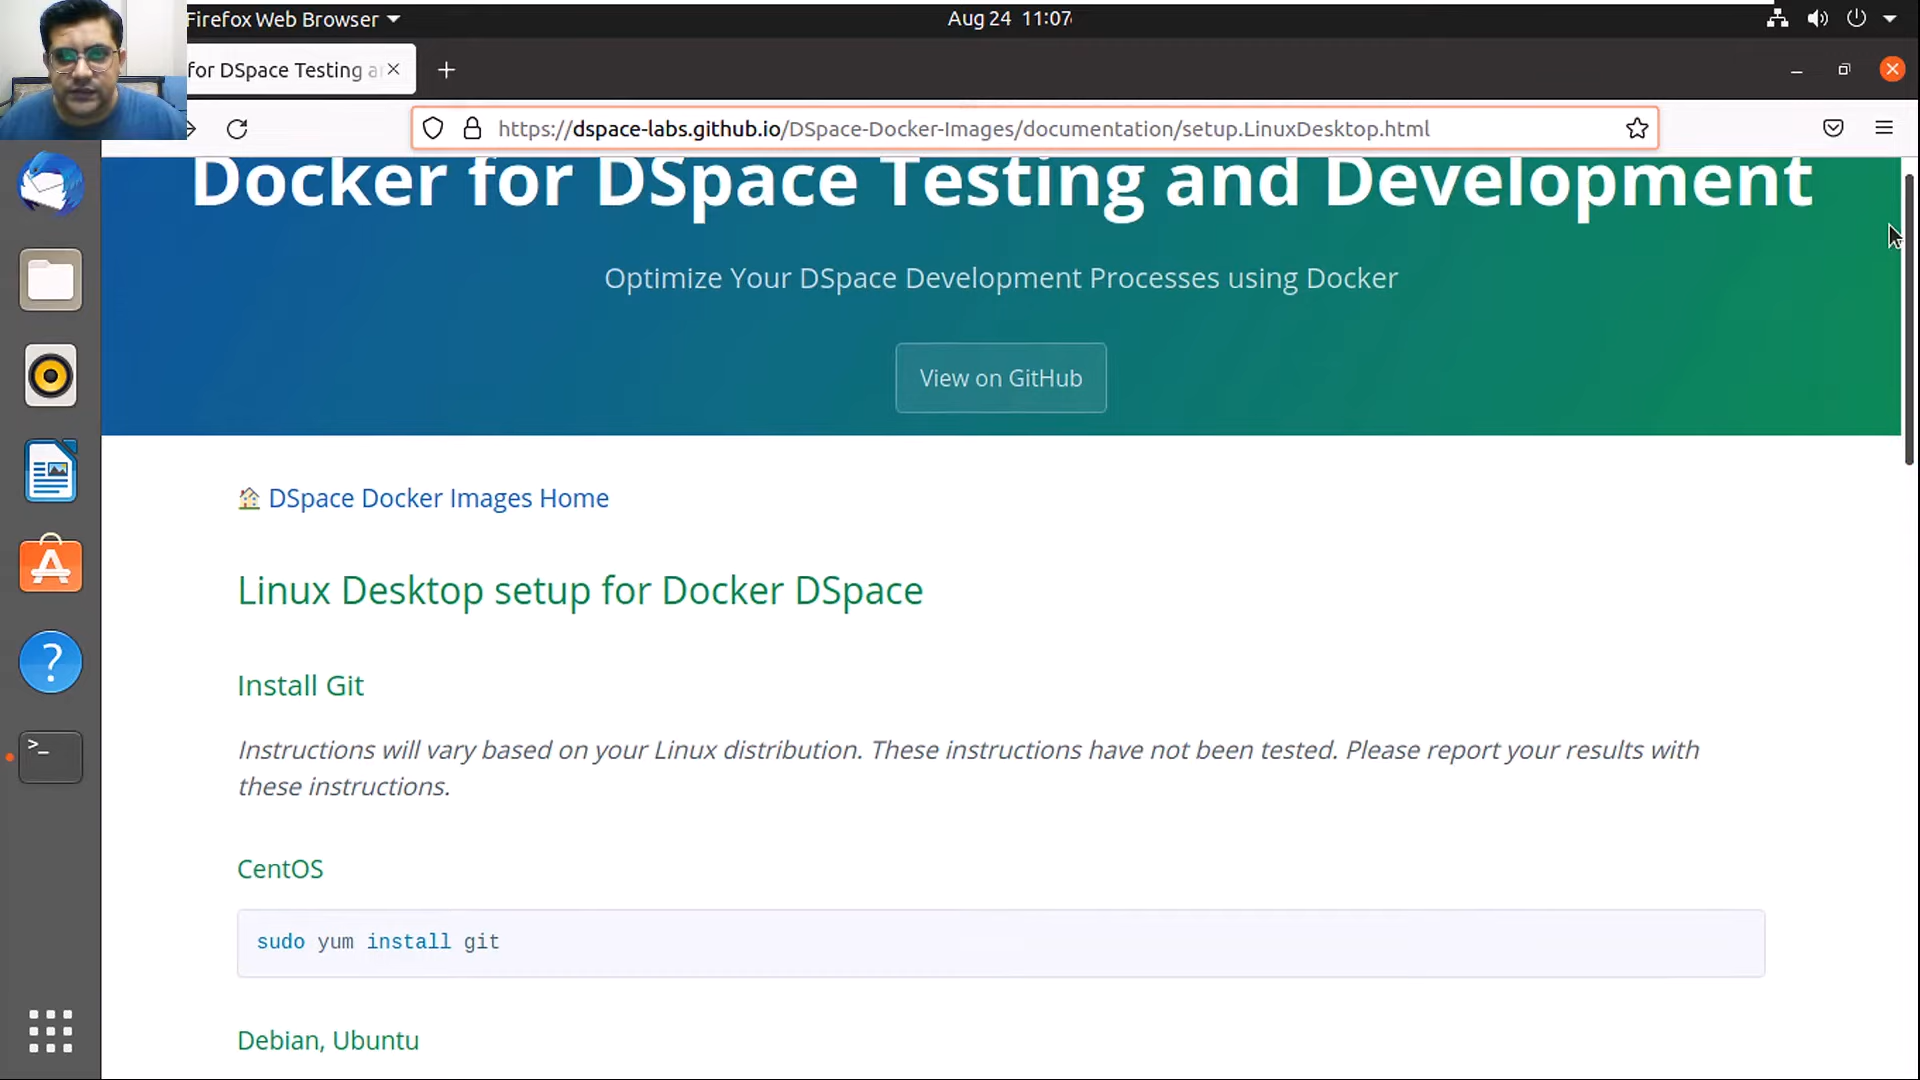 Firefox Web Browser
Aug 24 11:07
for DSpace Testing a
https://dspace-labs.github.io/DSpace-Docker-Images/documentation/setup.LinuxDesktop.html
Docker for DSpace Testing and Development
Optimize Your DSpace Development Processes using Docker
View on GitHub
DSpace Docker Images Home
Linux Desktop setup for Docker DSpace
Install Git
Instructions will vary based on your Linux distribution. These instructions have not been tested. Please report your results with
these instructions.
CentOS
sudo yum install git
Debian, Ubuntu